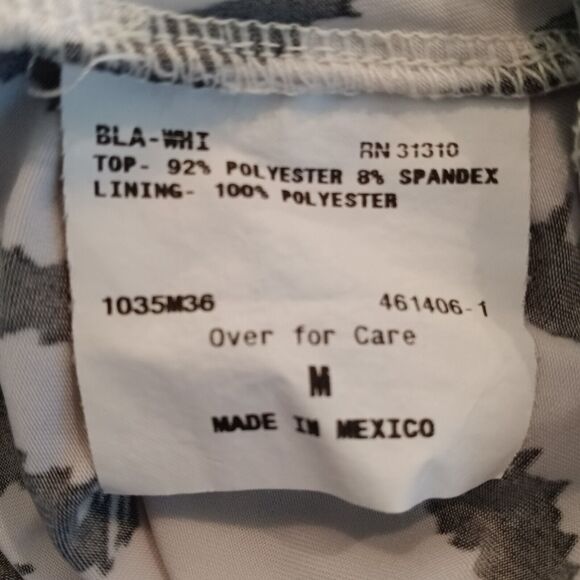 BLA-WHI RN 31310
TOP- 92% POLYESTER 8% SPANDEX
LINING- 100% POLYESTER
1035M36 461406-1
Over for Care
M
MADE IN MEXICO